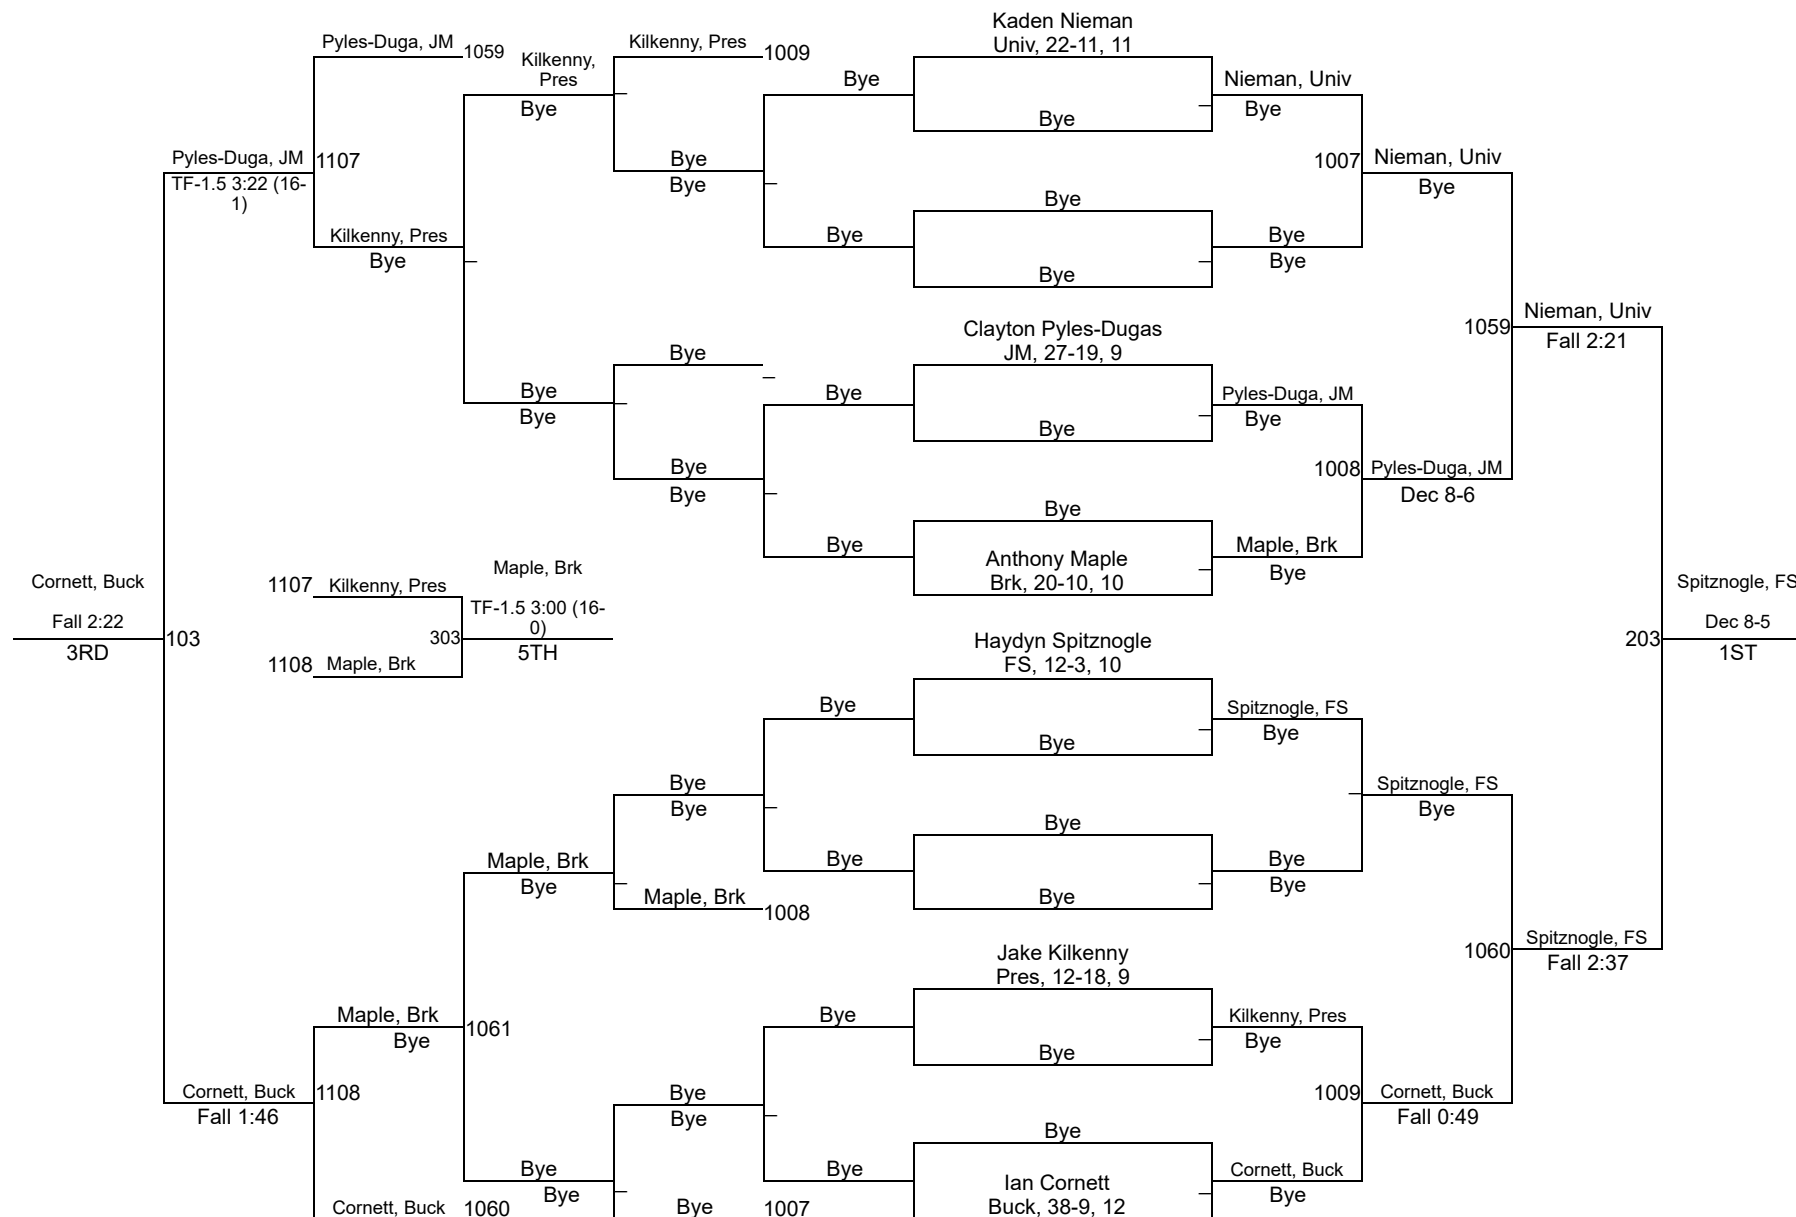 Kaden Nieman
Univ, 22-11, 11
Pyles-Duga, JM
1059
Kilkenny,
Pres
Bye
Kilkenny, Pres
1009
Bye
Nieman, Univ
Bye
Bye
Pyles-Duga, JM
TF-1.5 3:22 (16-
1)
1107
Bye
Bye
1007
Nieman, Univ
Bye
Bye
Kilkenny, Pres
Bye
Bye
Bye
Bye
Bye
Nieman, Univ
1059
Fall 2:21
Clayton Pyles-Dugas
JM, 27-19, 9
Bye
Bye
Bye
Bye
Pyles-Duga, JM
Bye
Bye
Bye
Bye
1008
Pyles-Duga, JM
Dec 8-6
Bye
Bye
Anthony Maple
Brk, 20-10, 10
Maple, Brk
Bye
Cornett, Buck
Fall 2:22
3RD
103
1107
Kilkenny, Pres
1108
Maple, Brk
303
Maple, Brk
TF-1.5 3:00 (16-
0)
5TH
Spitznogle, FS
Dec 8-5
1ST
203
Haydyn Spitznogle
FS, 12-3, 10
Bye
Bye
Spitznogle, FS
Bye
Bye
Bye
Spitznogle, FS
Bye
Bye
Maple, Brk
Bye
Bye
Bye
Bye
Bye
Maple, Brk
1008
1060
Spitznogle, FS
Fall 2:37
Jake Kilkenny
Pres, 12-18, 9
Maple, Brk
Bye
1061
Bye
Bye
Kilkenny, Pres
Bye
Cornett, Buck
Fall 1:46
1108
Bye
Bye
1009
Cornett, Buck
Fall 0:49
Bye
Bye
Bye
Bye
Ian Cornett
Buck, 38-9, 12
Cornett, Buck
Bye
Cornett, Buck
1060
Bye
1007